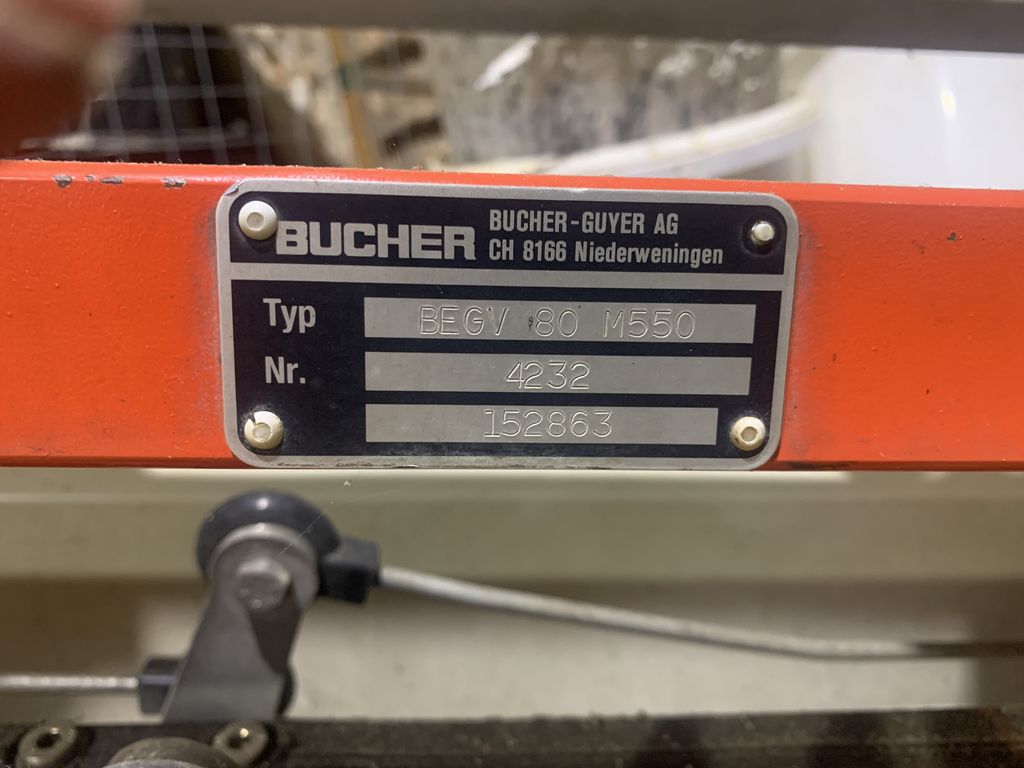 BUCHER
BUCHER-GUYER AG
CH 8166 Niederweningen
Typ BEGV 80 M550
Nr. 4232
152863